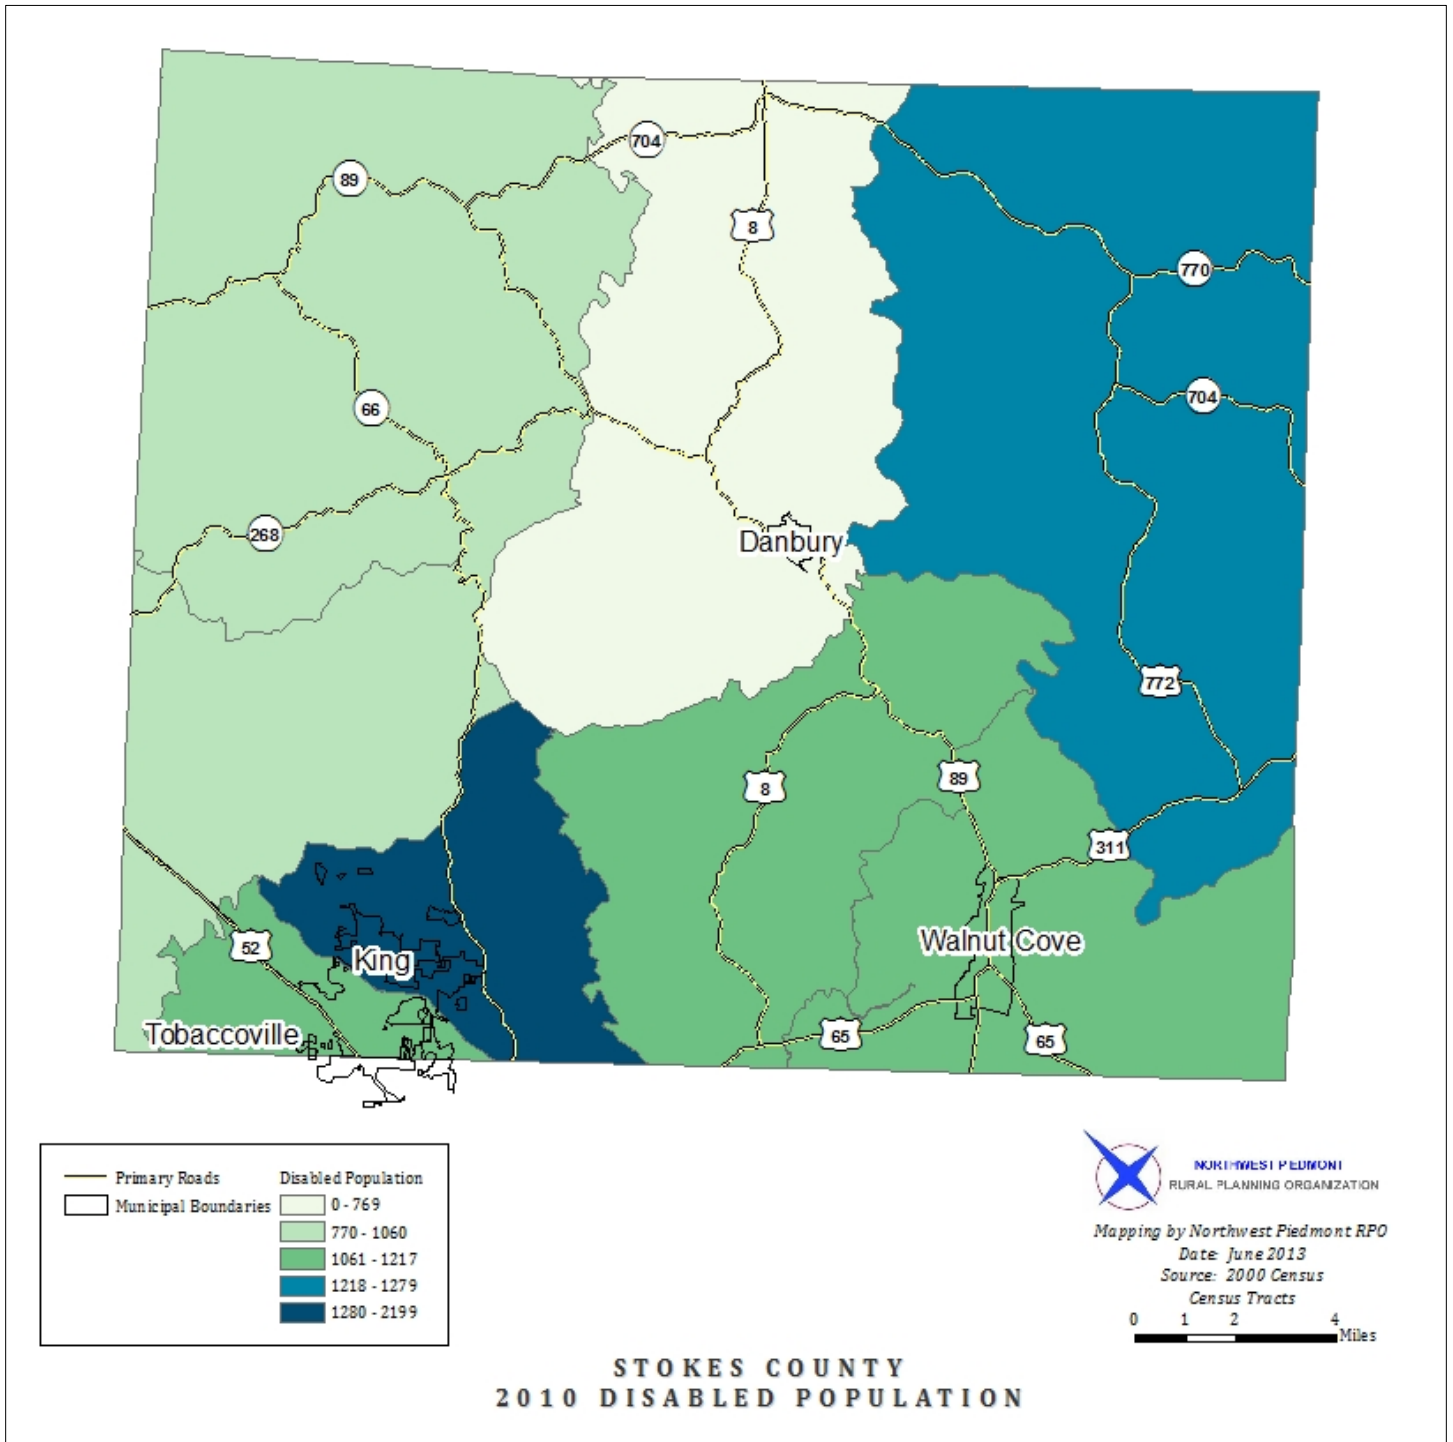 704
89
8
770
66
704
268
Danbury
772
8
89
311
52
King
Walnut Cove
Tobaccoville
65
65
Primary Roads
Municipal Boundaries
Disabled Population
0 - 769
770 - 1060
1061 - 1217
1218 - 1279
1280 - 2199
NORTHWEST PIEDMONT
RURAL PLANNING ORGANIZATION
Mapping by Northwest Piedmont RPO
Date: June 2013
Source: 2000 Census
Census Tracts
0 1 2 4
Miles
STOKES COUNTY
2010 DISABLED POPULATION